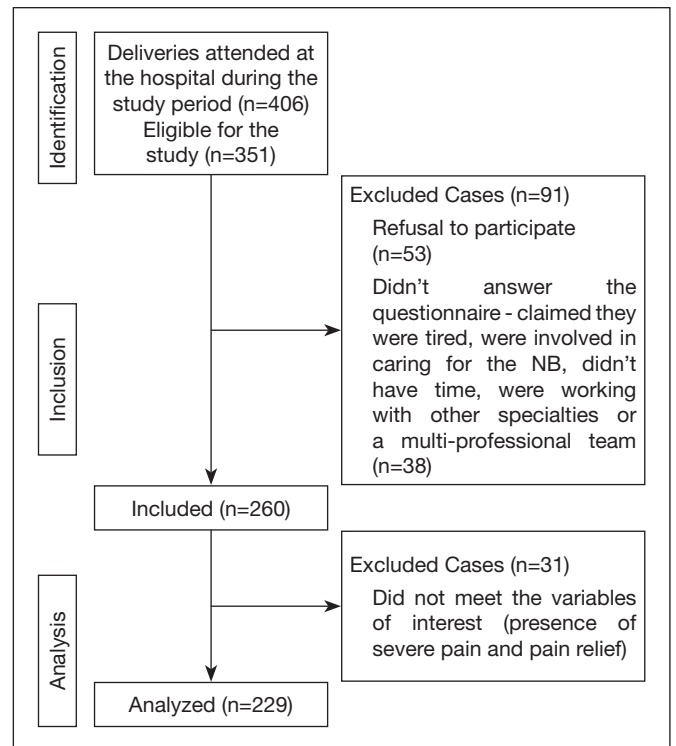 Identification
Deliveries attended at
the hospital during the
study period (n=406)
Eligible for the
study (n=351)
Excluded Cases (n=91)
Refusal to participate
(n=53)
Didn't answer the
questionnaire - claimed they
were tired, were involved in
caring for the NB, didn't
have time, were working
with other specialties or
a multi-professional team
(n=38)
Inclusion
Included (n=260)
Excluded Cases (n=31)
Did not meet the variables
of interest (presence of
severe pain and pain relief)
Analysis
Analyzed (n=229)